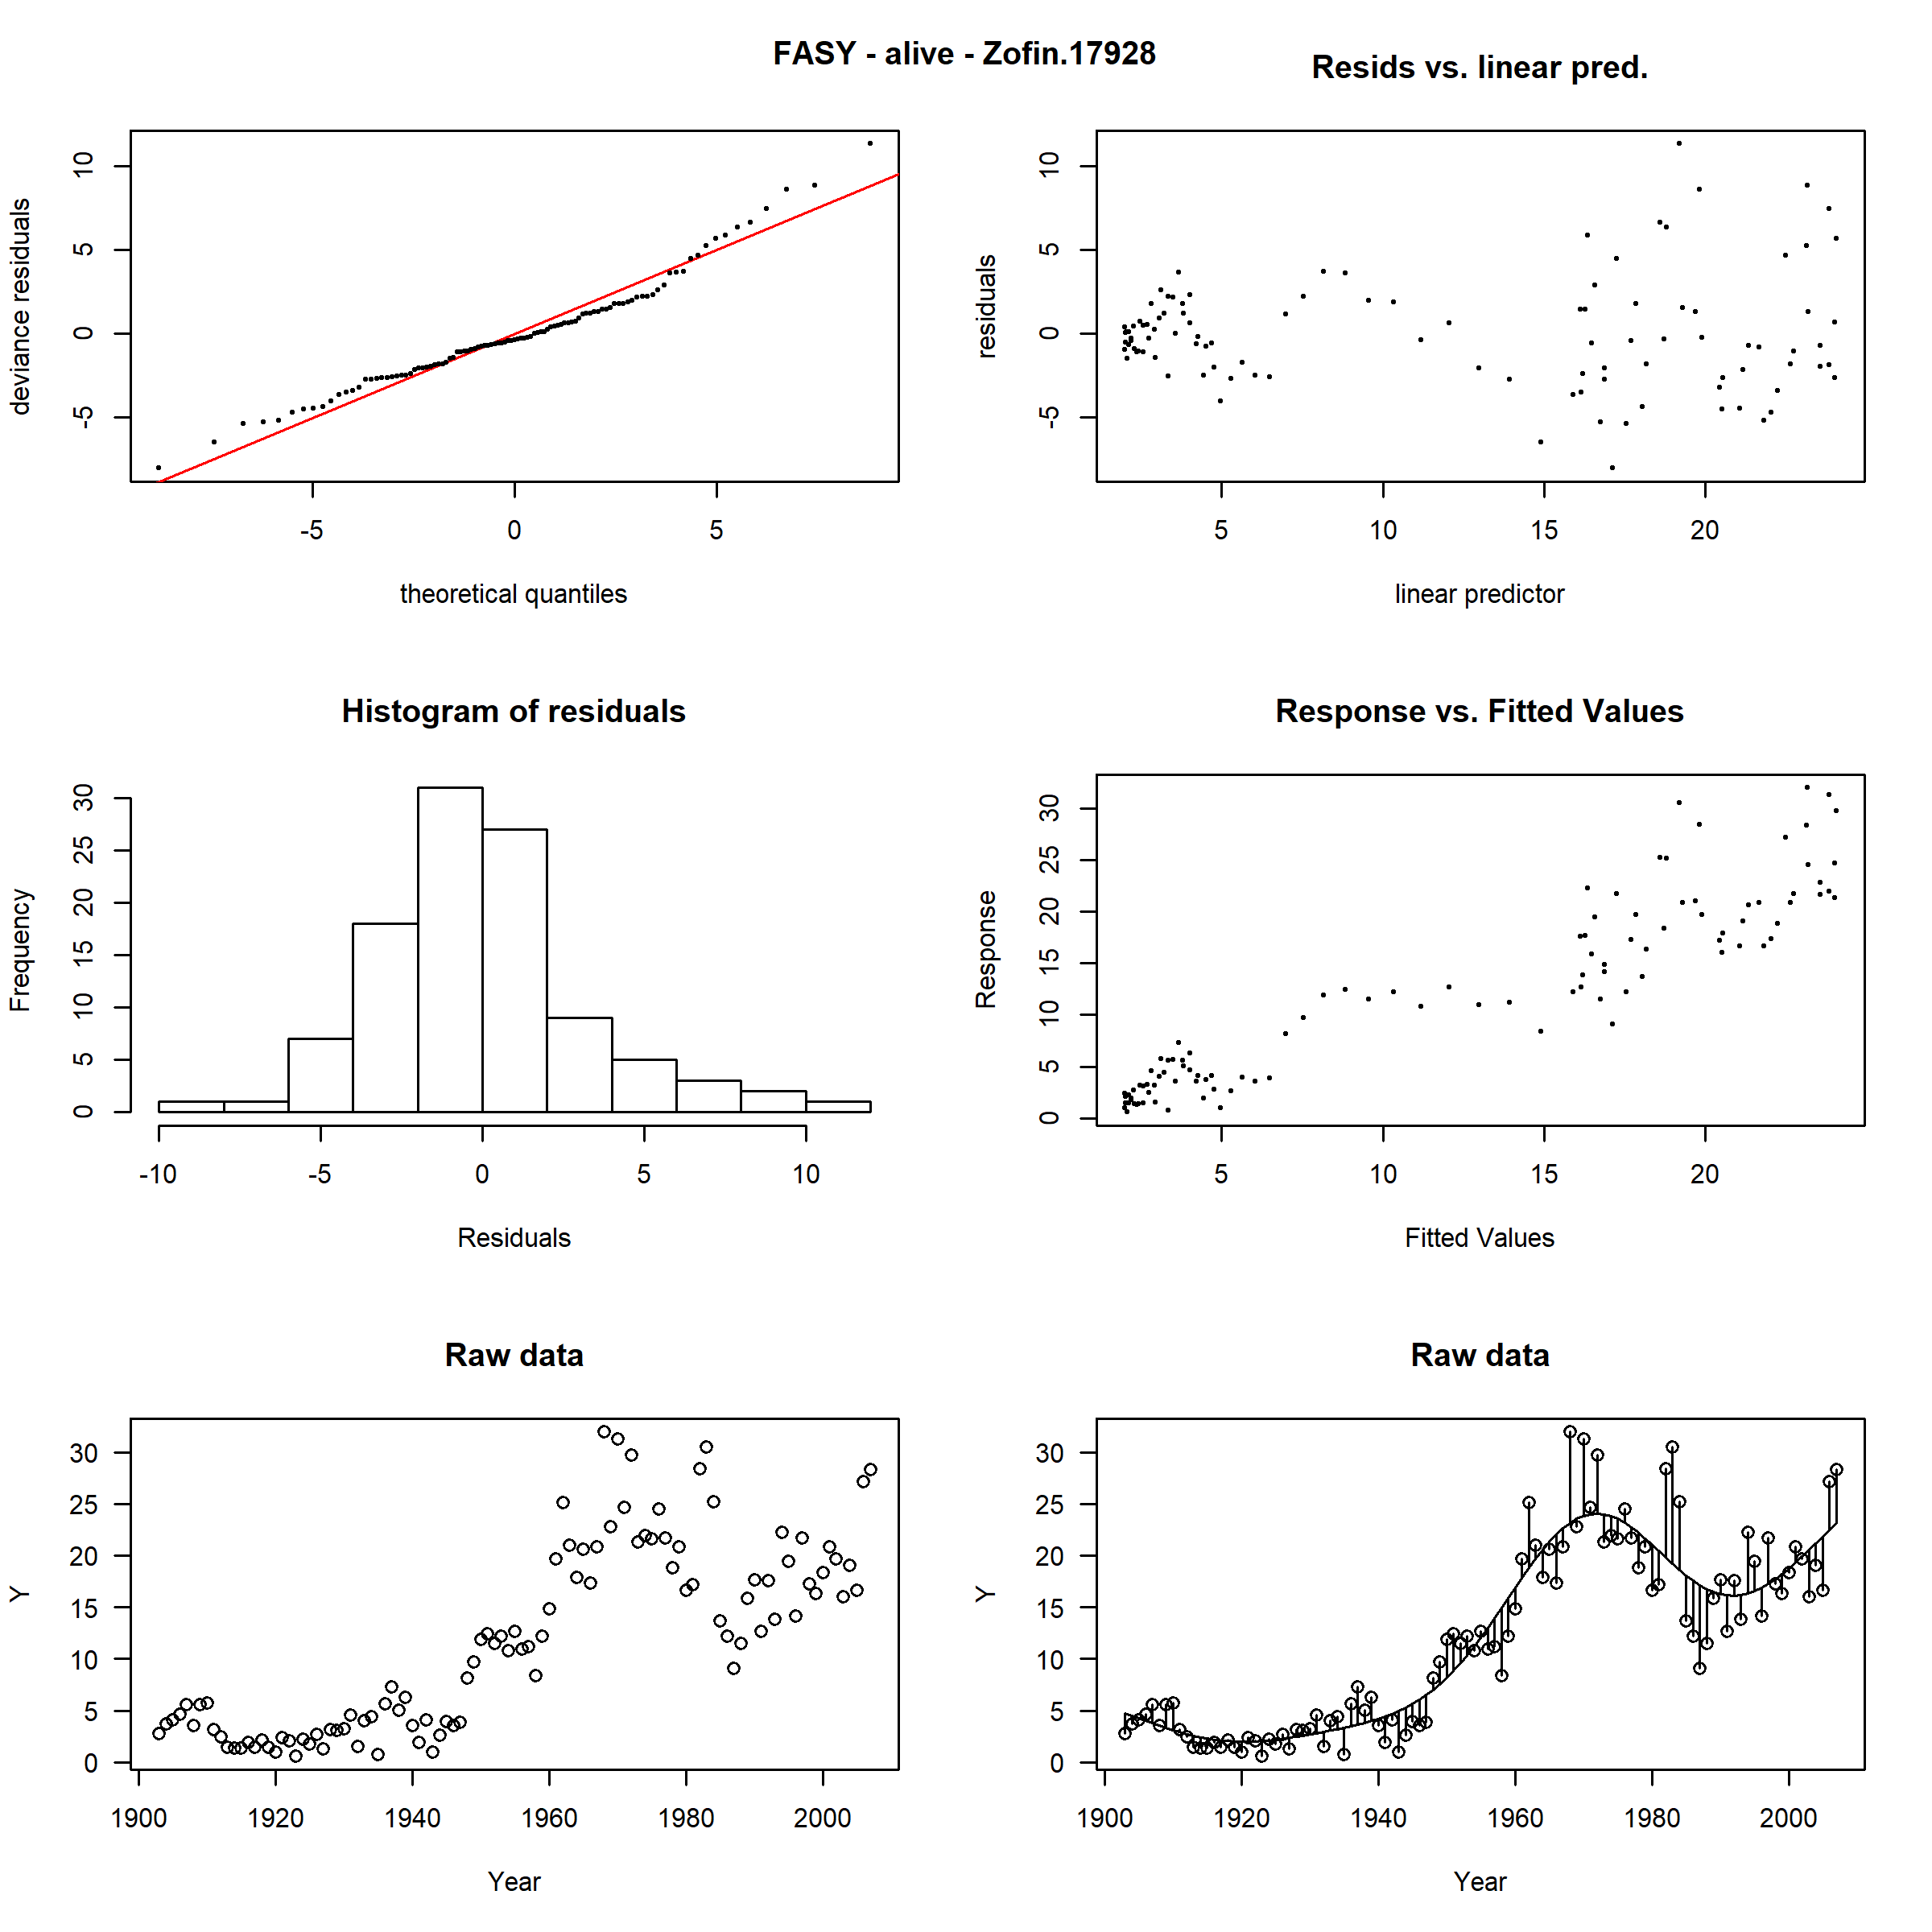 FASY - alive - Zofin.17928
Resids vs. linear pred.
deviance residuals
-5 0 5 10
-5 0 5
theoretical quantiles
residuals
-5 0 5 10
5 10 15 20
linear predictor
Histogram of residuals
Frequency
0 5 10 15 20 25 30
-10 -5 0 5 10
Residuals
Response vs. Fitted Values
Response
0 5 10 15 20 25 30
5 10 15 20
Fitted Values
Raw data
Y
0 5 10 15 20 25 30
1900 1920 1940 1960 1980 2000
Year
Raw data
Y
0 5 10 15 20 25 30
1900 1920 1940 1960 1980 2000
Year